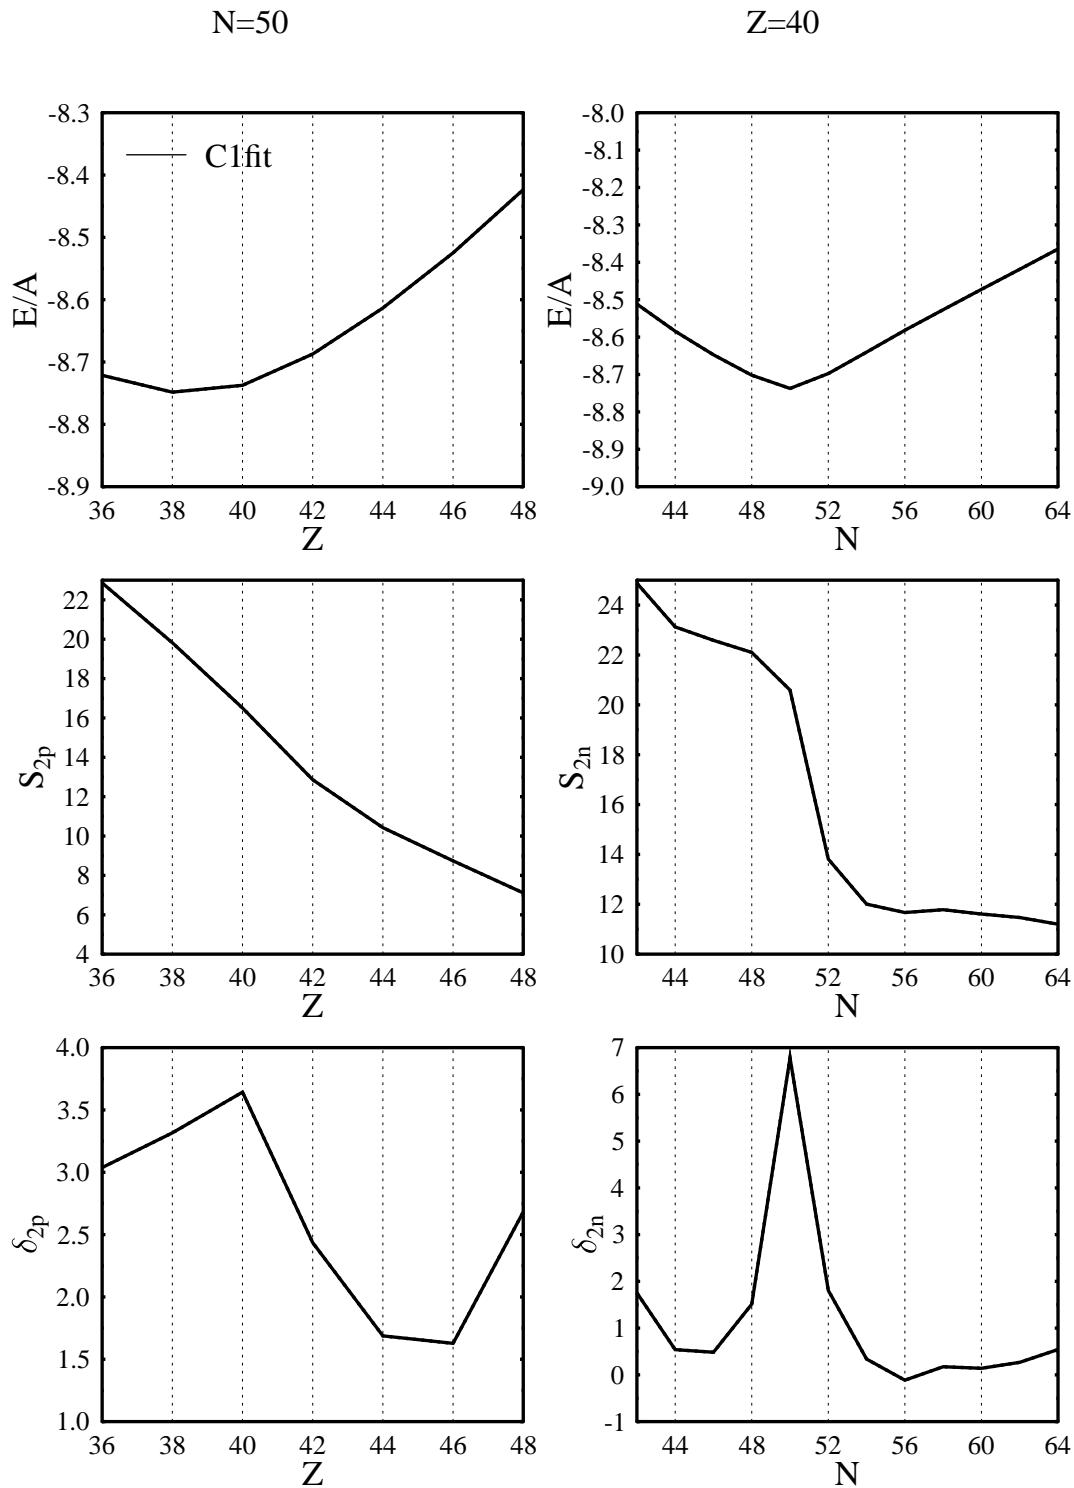 N=50
Z=40
-8.3
-8.4
-8.5
-8.6
-8.7
-8.8
-8.9
E/A
C1fit
36 38 40 42 44 46 48
Z
-8.0
-8.1
-8.2
-8.3
-8.4
-8.5
-8.6
-8.7
-8.8
-8.9
-9.0
E/A
44 48 52 56 60 64
N
22
20
18
16
14
12
10
8
6
4
S2p
36 38 40 42 44 46 48
Z
24
22
20
18
16
14
12
10
S2n
44 48 52 56 60 64
N
4.0
3.5
3.0
2.5
2.0
1.5
1.0
δ2p
36 38 40 42 44 46 48
Z
7
6
5
4
3
2
1
0
-1
δ2n
44 48 52 56 60 64
N